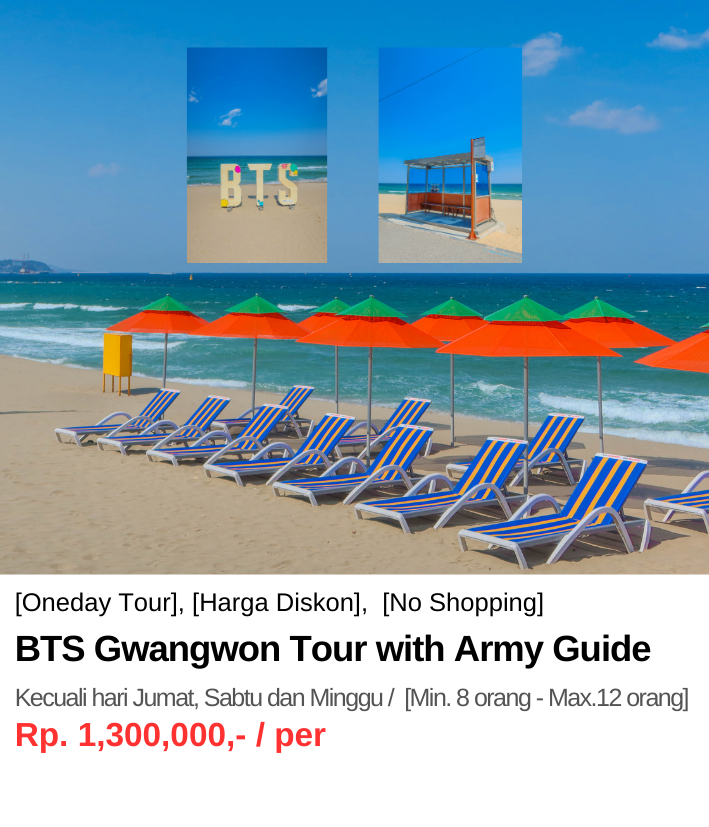 BTS
[Oneday Tour], [Harga Diskon],  [No Shopping]
BTS Gwangwon Tour with Army Guide
Kecuali hari Jumat, Sabtu dan Minggu /  [Min. 8 orang - Max.12 orang]
Rp. 1,300,000,- / per